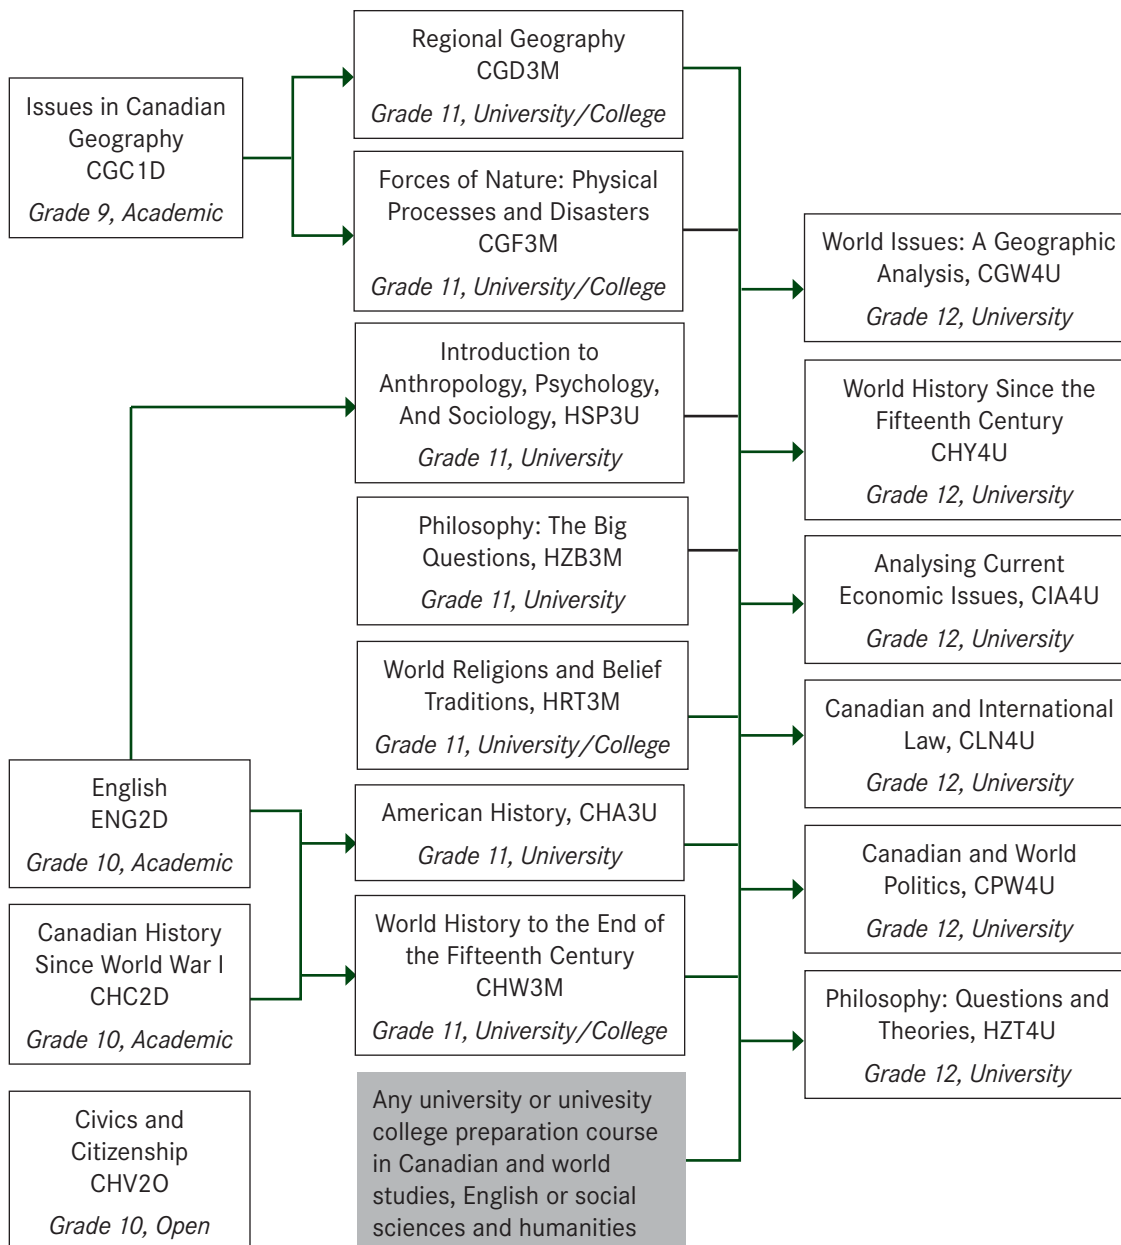 Issues in Canadian
Geography
CGC1D
Grade 9, Academic
English
ENG2D
Grade 10, Academic
Canadian History
Since World War I
CHC2D
Grade 10, Academic
Civics and
Citizenship
CHV2O
Grade 10, Open
Regional Geography
CGD3M
Grade 11, University/College
Forces of Nature: Physical
Processes and Disasters
CGF3M
Grade 11, University/College
Introduction to
Anthropology, Psychology,
And Sociology, HSP3U
Grade 11, University
Philosophy: The Big
Questions, HZB3M
Grade 11, University
World Religions and Belief
Traditions, HRT3M
Grade 11, University/College
American History, CHA3U
Grade 11, University
World History to the End of
the Fifteenth Century
CHW3M
Grade 11, University/College
Any university or univesity
college preparation course
in Canadian and world
studies, English or social
sciences and humanities
World Issues: A Geographic
Analysis, CGW4U
Grade 12, University
World History Since the
Fifteenth Century
CHY4U
Grade 12, University
Analysing Current
Economic Issues, CIA4U
Grade 12, University
Canadian and International
Law, CLN4U
Grade 12, University
Canadian and World
Politics, CPW4U
Grade 12, University
Philosophy: Questions and
Theories, HZT4U
Grade 12, University